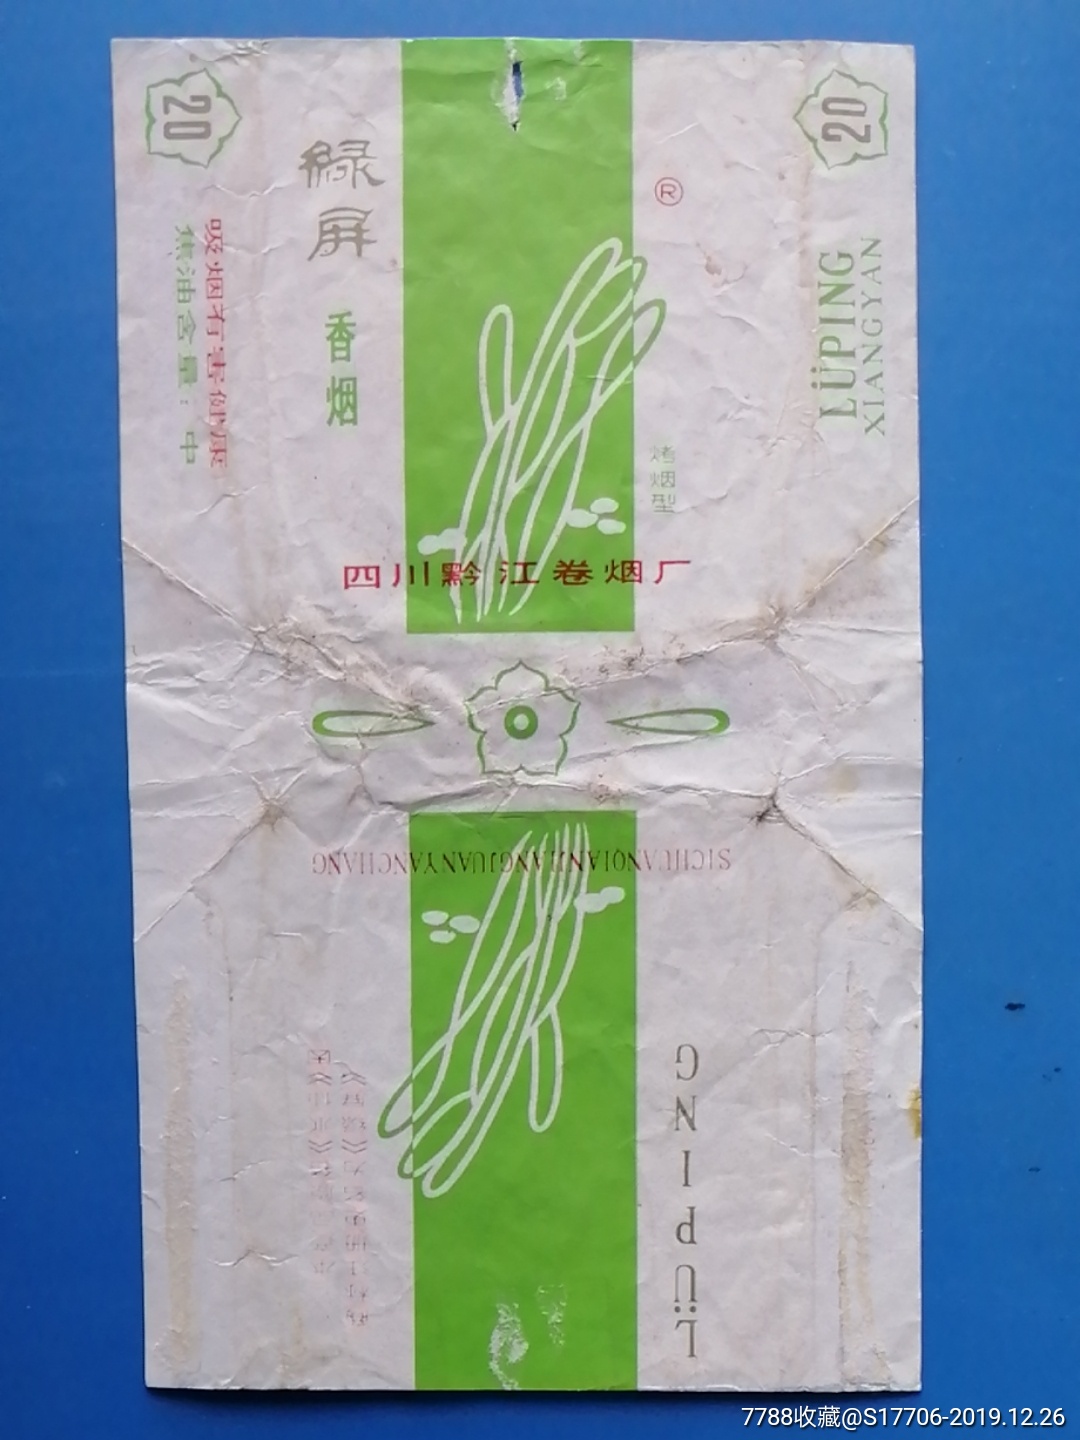 20
20
綠屏
香烟
®
吸烟有害健康
焦油含量：中
LÜPING
XIANGYAN
烤烟型
四川黔江卷烟厂
SICHUANQIANJIANGJUANYANCHANG
LÜPING
7788收藏@S17706-2019.12.26